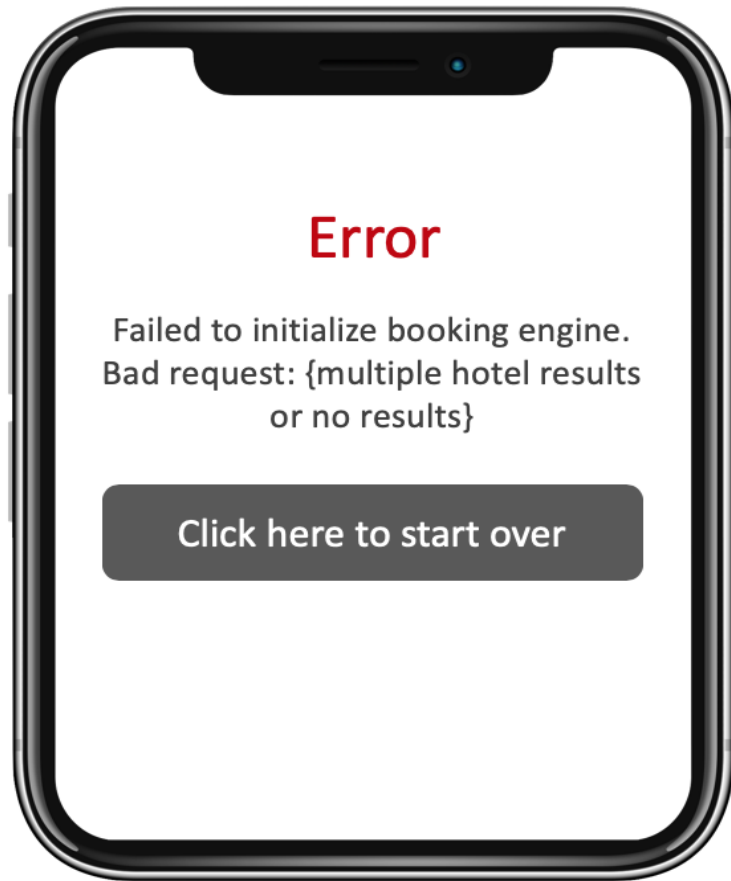 Error
Failed to initialize booking engine.
Bad request: {multiple hotel results
or no results}
Click here to start over